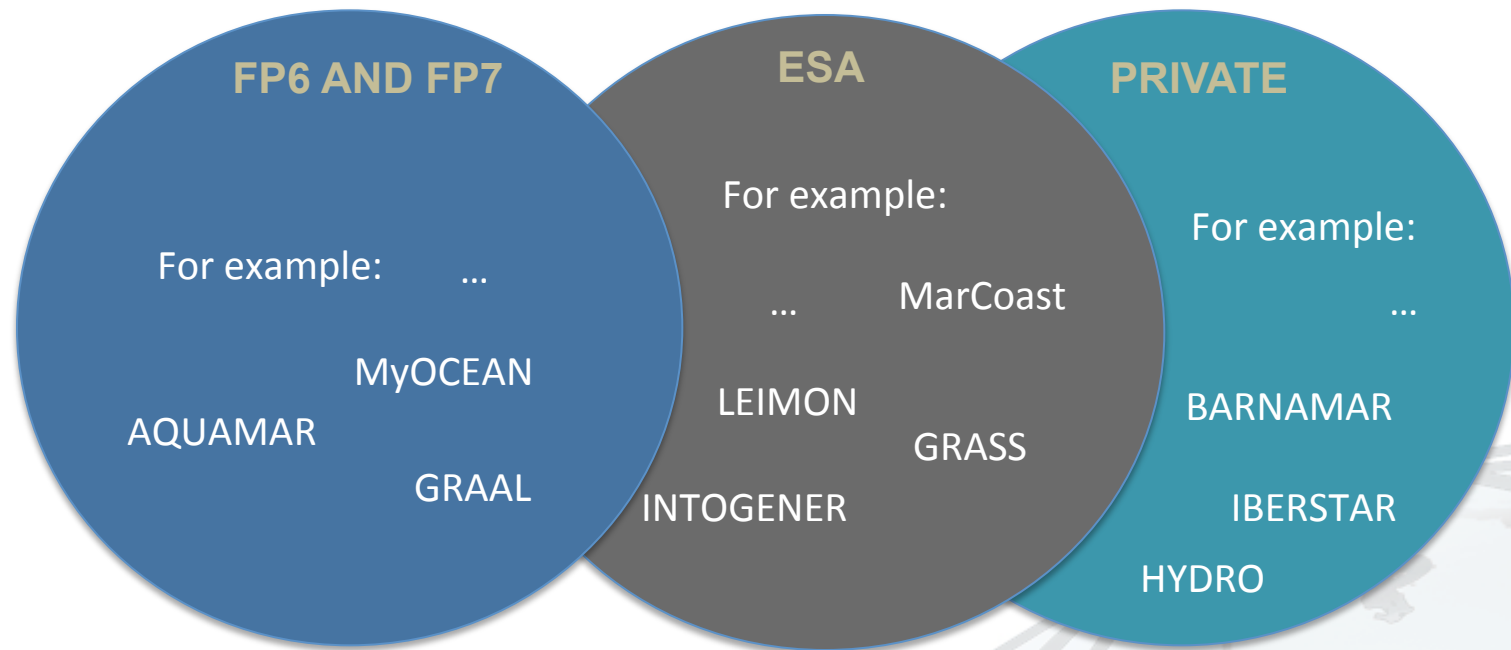 FP6 AND FP7
For example: ...
MyOCEAN
AQUAMAR
GRAAL
ESA
For example:
... MarCoast
LEIMON
GRASS
INTOGENER
PRIVATE
For example:
...
BARNAMAR
IBERSTAR
HYDRO